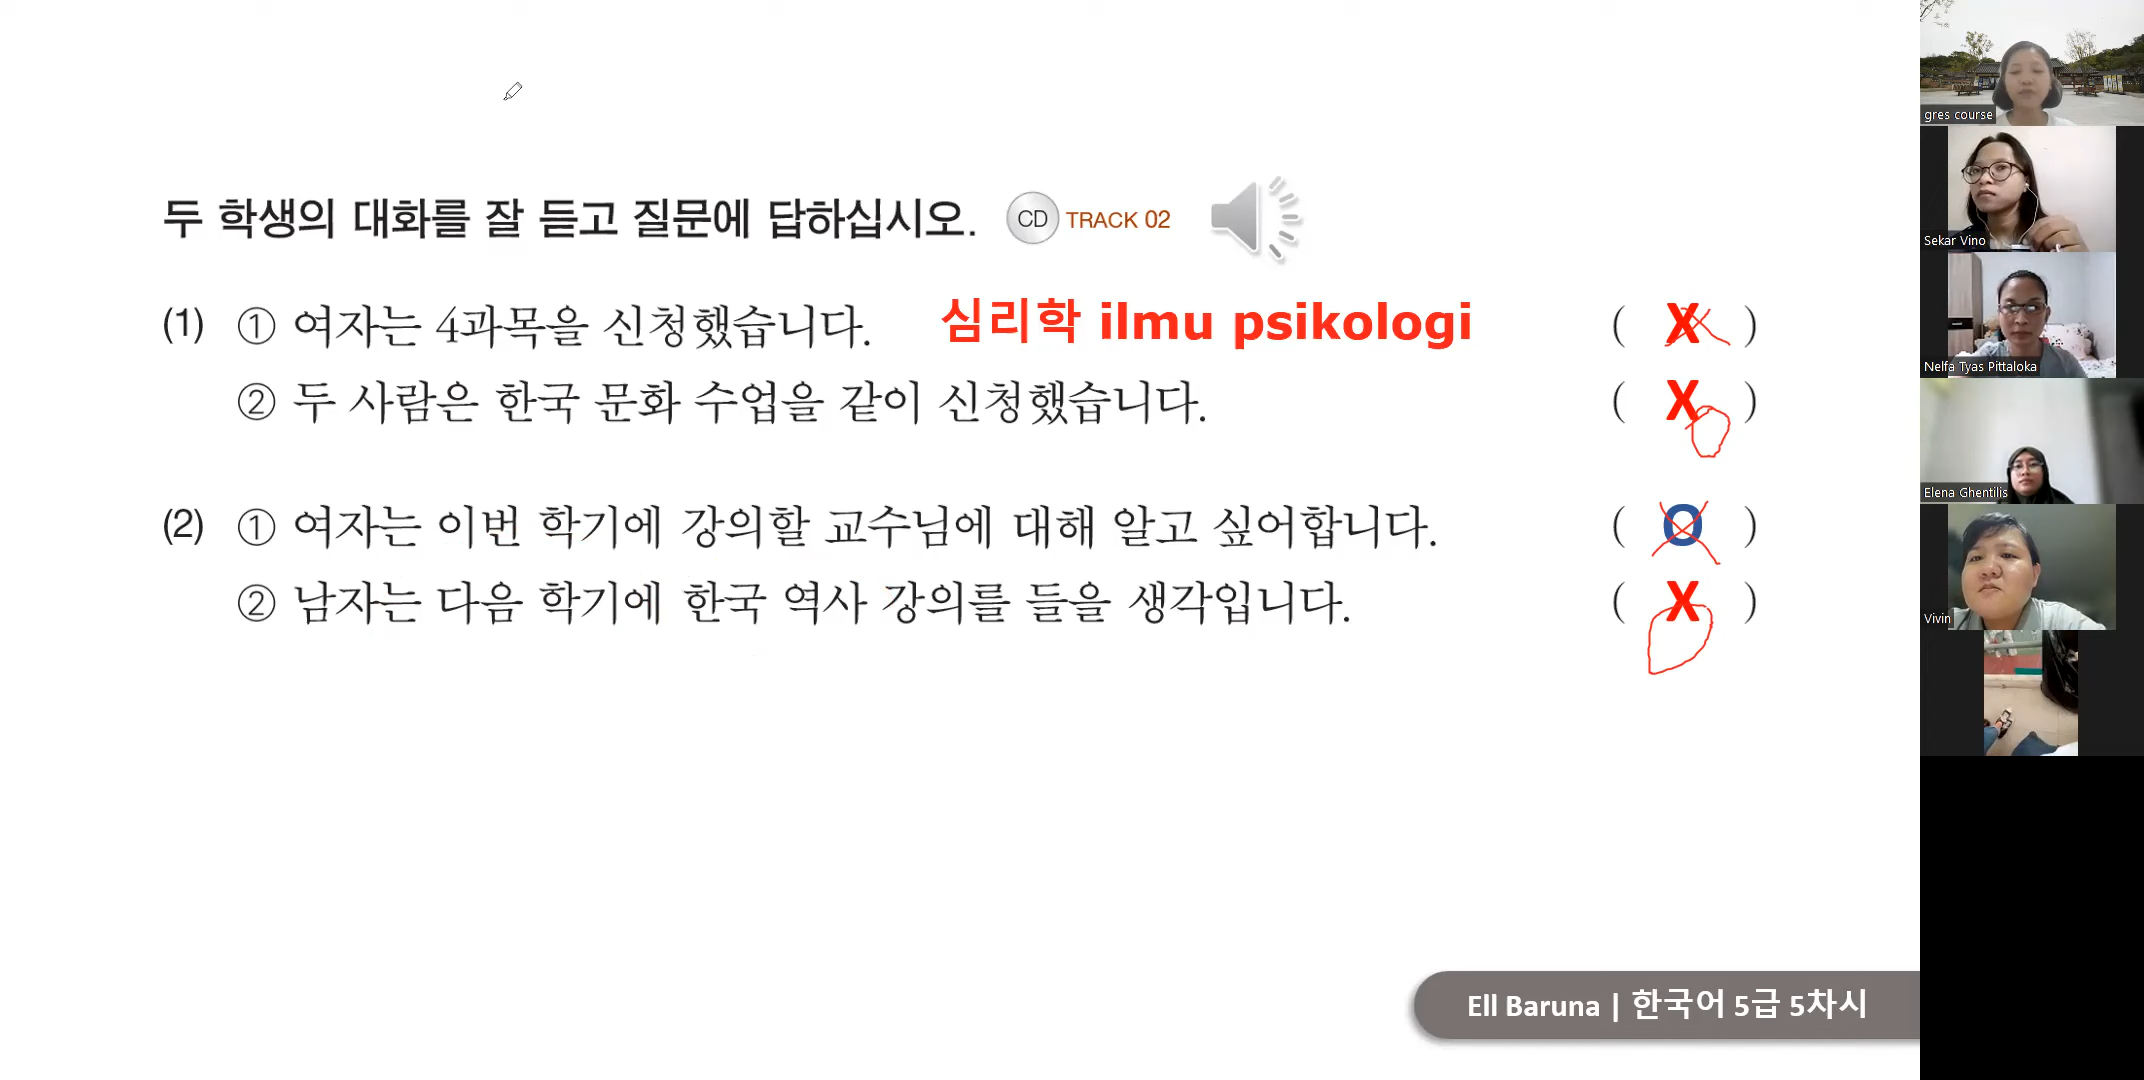 두 학생의 대화를 잘 듣고 질문에 답하십시오. CD TRACK 02
(1) ① 여자는 4과목을 신청했습니다. 심리학 ilmu psikologi ( X )
② 두 사람은 한국 문화 수업을 같이 신청했습니다. ( X )
(2) ① 여자는 이번 학기에 강의할 교수님에 대해 알고 싶어합니다. ( O )
② 남자는 다음 학기에 한국 역사 강의를 들을 생각입니다. ( X )
Ell Baruna | 한국어 5급 5차시
gres course
Sekar Vino
Nelfa Tyas Pittaloka
Elena Ghentilis
Vivin